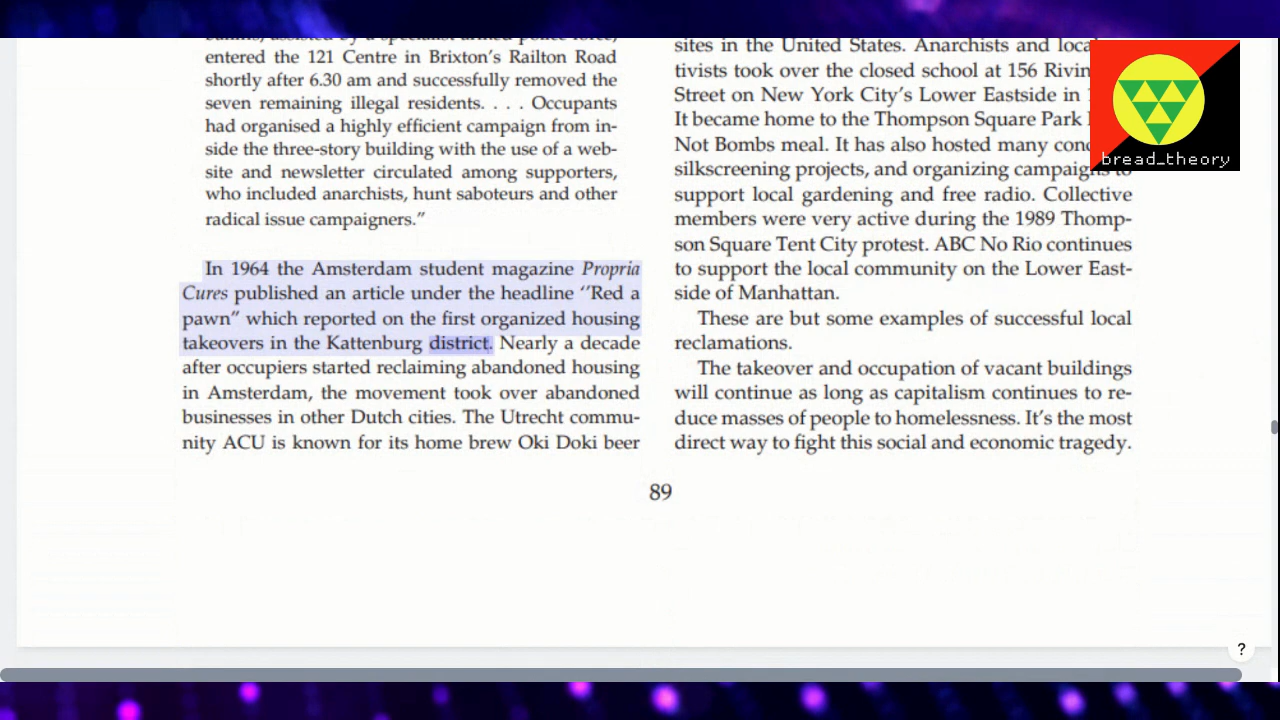 entered the 121 Centre in Brixton's Railton Road
shortly after 6.30 am and successfully removed the
seven remaining illegal residents. . . . Occupants
had organised a highly efficient campaign from in-
side the three-story building with the use of a web-
site and newsletter circulated among supporters,
who included anarchists, hunt saboteurs and other
radical issue campaigners."
In 1964 the Amsterdam student magazine Propria
Cures published an article under the headline ‘’Red a
pawn” which reported on the first organized housing
takeovers in the Kattenburg district. Nearly a decade
after occupiers started reclaiming abandoned housing
in Amsterdam, the movement took over abandoned
businesses in other Dutch cities. The Utrecht commu-
nity ACU is known for its home brew Oki Doki beer
sites in the United States. Anarchists and local
tivists took over the closed school at 156
Street on New York City's Lower Eastside in
It became home to the Thompson Square Park
Not Bombs meal. It has also hosted many
silkscreening projects, and organizing campaigns to
support local gardening and free radio. Collective
members were very active during the 1989 Thomp-
son Square Tent City protest. ABC No Rio continues
to support the local community on the Lower East-
side of Manhattan.
These are but some examples of successful local
reclamations.
The takeover and occupation of vacant buildings
will continue as long as capitalism continues to re-
duce masses of people to homelessness. It's the most
direct way to fight this social and economic tragedy.
89
bread_theory
?